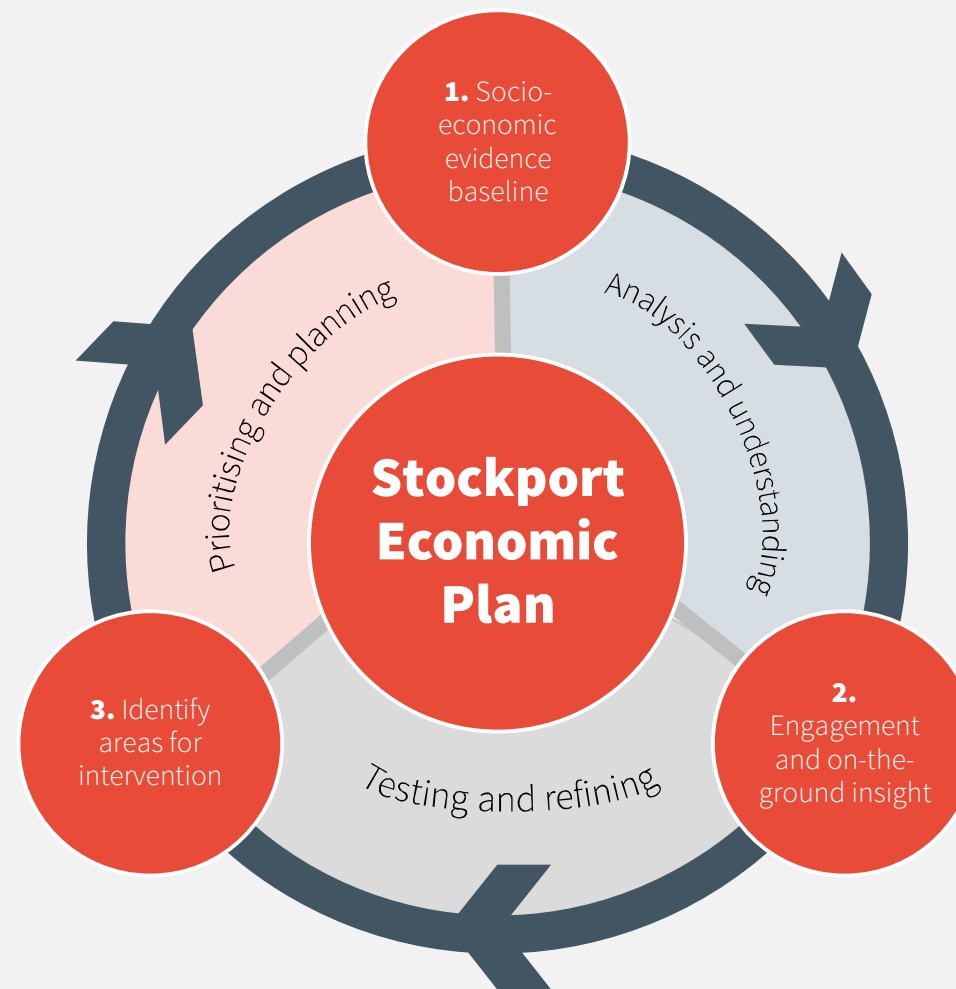 1. Socio-
economic
evidence
baseline
Prioritising and planning
Analysis and understanding
Stockport
Economic
Plan
3. Identify
areas for
intervention
2.
Engagement
and on-the-
ground insight
Testing and refining